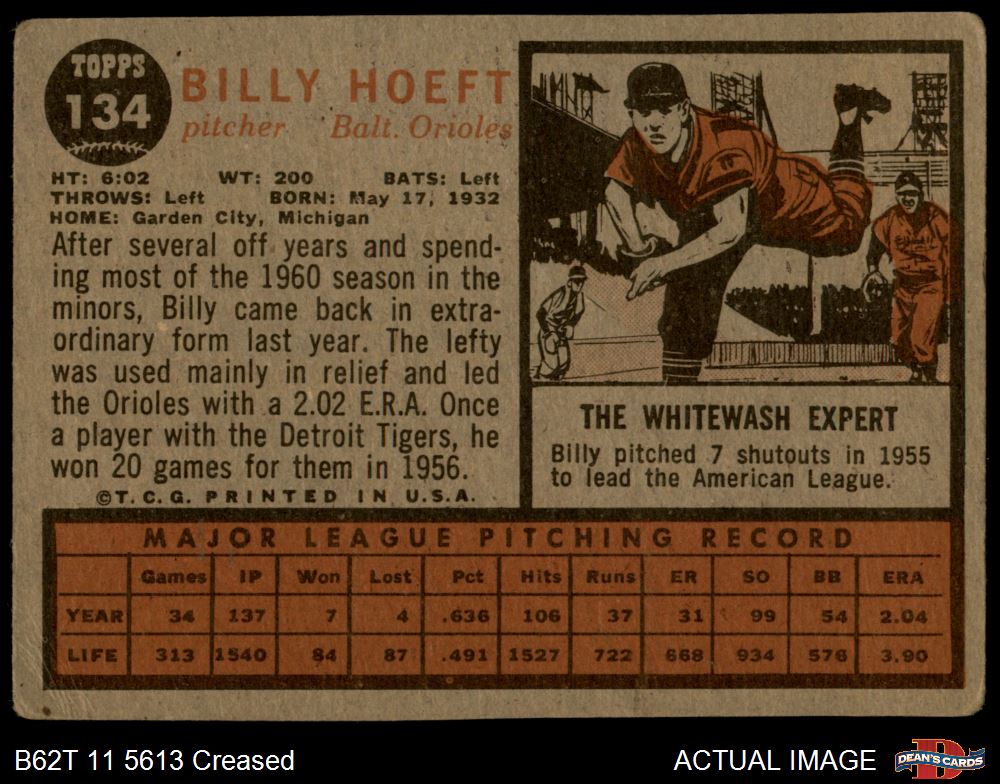 TOPPS
134
BILLY HOEFT
pitcher Balt. Orioles
HT: 6:02 WT: 200 BATS: Left
THROWS: Left BORN: May 17, 1932
HOME: Garden City, Michigan
After several off years and spend-
ing most of the 1960 season in the
minors, Billy came back in extra-
ordinary form last year. The lefty
was used mainly in relief and led
the Orioles with a 2.02 E.R.A. Once
a player with the Detroit Tigers, he
won 20 games for them in 1956.
©T.C.G. PRINTED IN U.S.A.
THE WHITEWASH EXPERT
Billy pitched 7 shutouts in 1955
to lead the American League.
MAJOR LEAGUE PITCHING RECORD
Games IP Won Lost Pct Hits Runs ER SO BB ERA
YEAR 34 137 7 4 .636 106 37 31 99 54 2.04
LIFE 313 1540 84 87 .491 1527 722 668 934 576 3.90
B62T 11 5613 Creased
ACTUAL IMAGE
D
DEAN'S CARDS